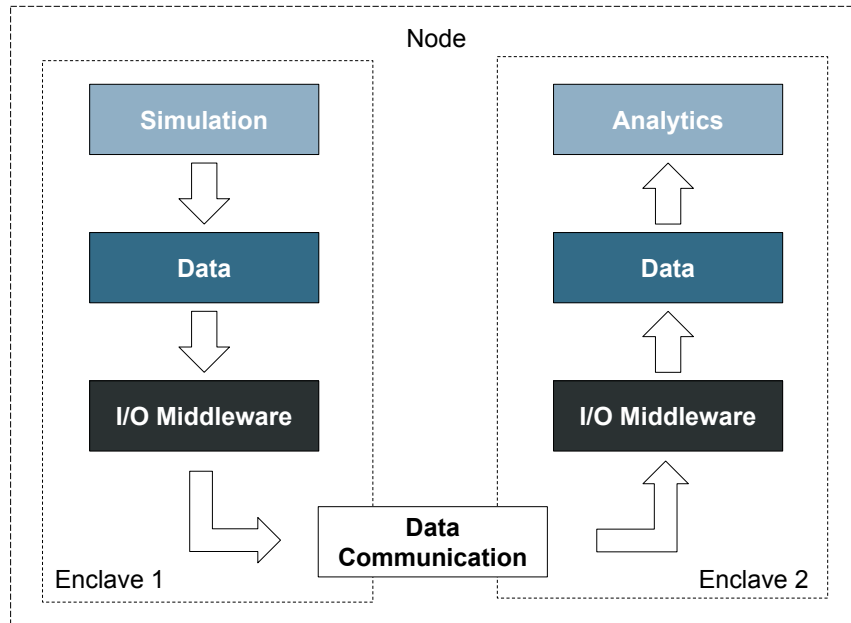 Node
Simulation
Data
I/O Middleware
Enclave 1
Data
Communication
Analytics
Data
I/O Middleware
Enclave 2